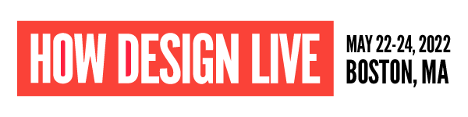 HOW DESIGN LIVE
MAY 22-24, 2022
BOSTON, MA